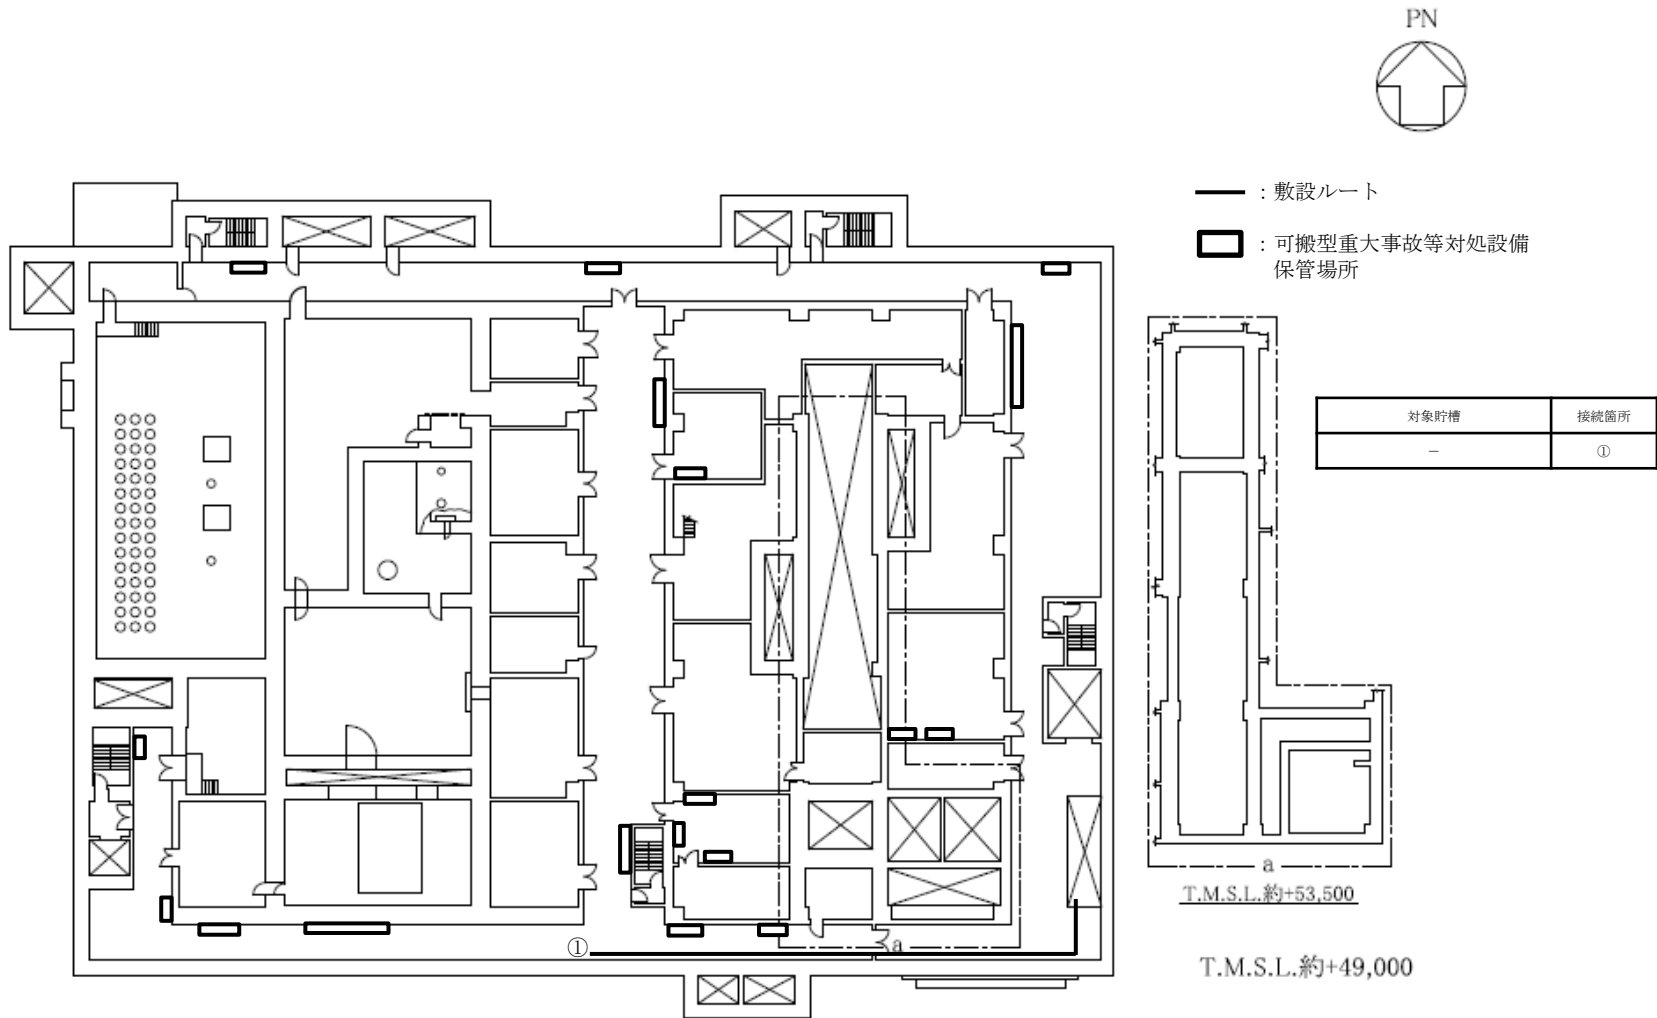 PN
：敷設ルート
：可搬型重大事故等対処設備
保管場所
対象貯槽 接続箇所
－ ①
a
T.M.S.L.約+53,500
①
a
T.M.S.L.約+49,000